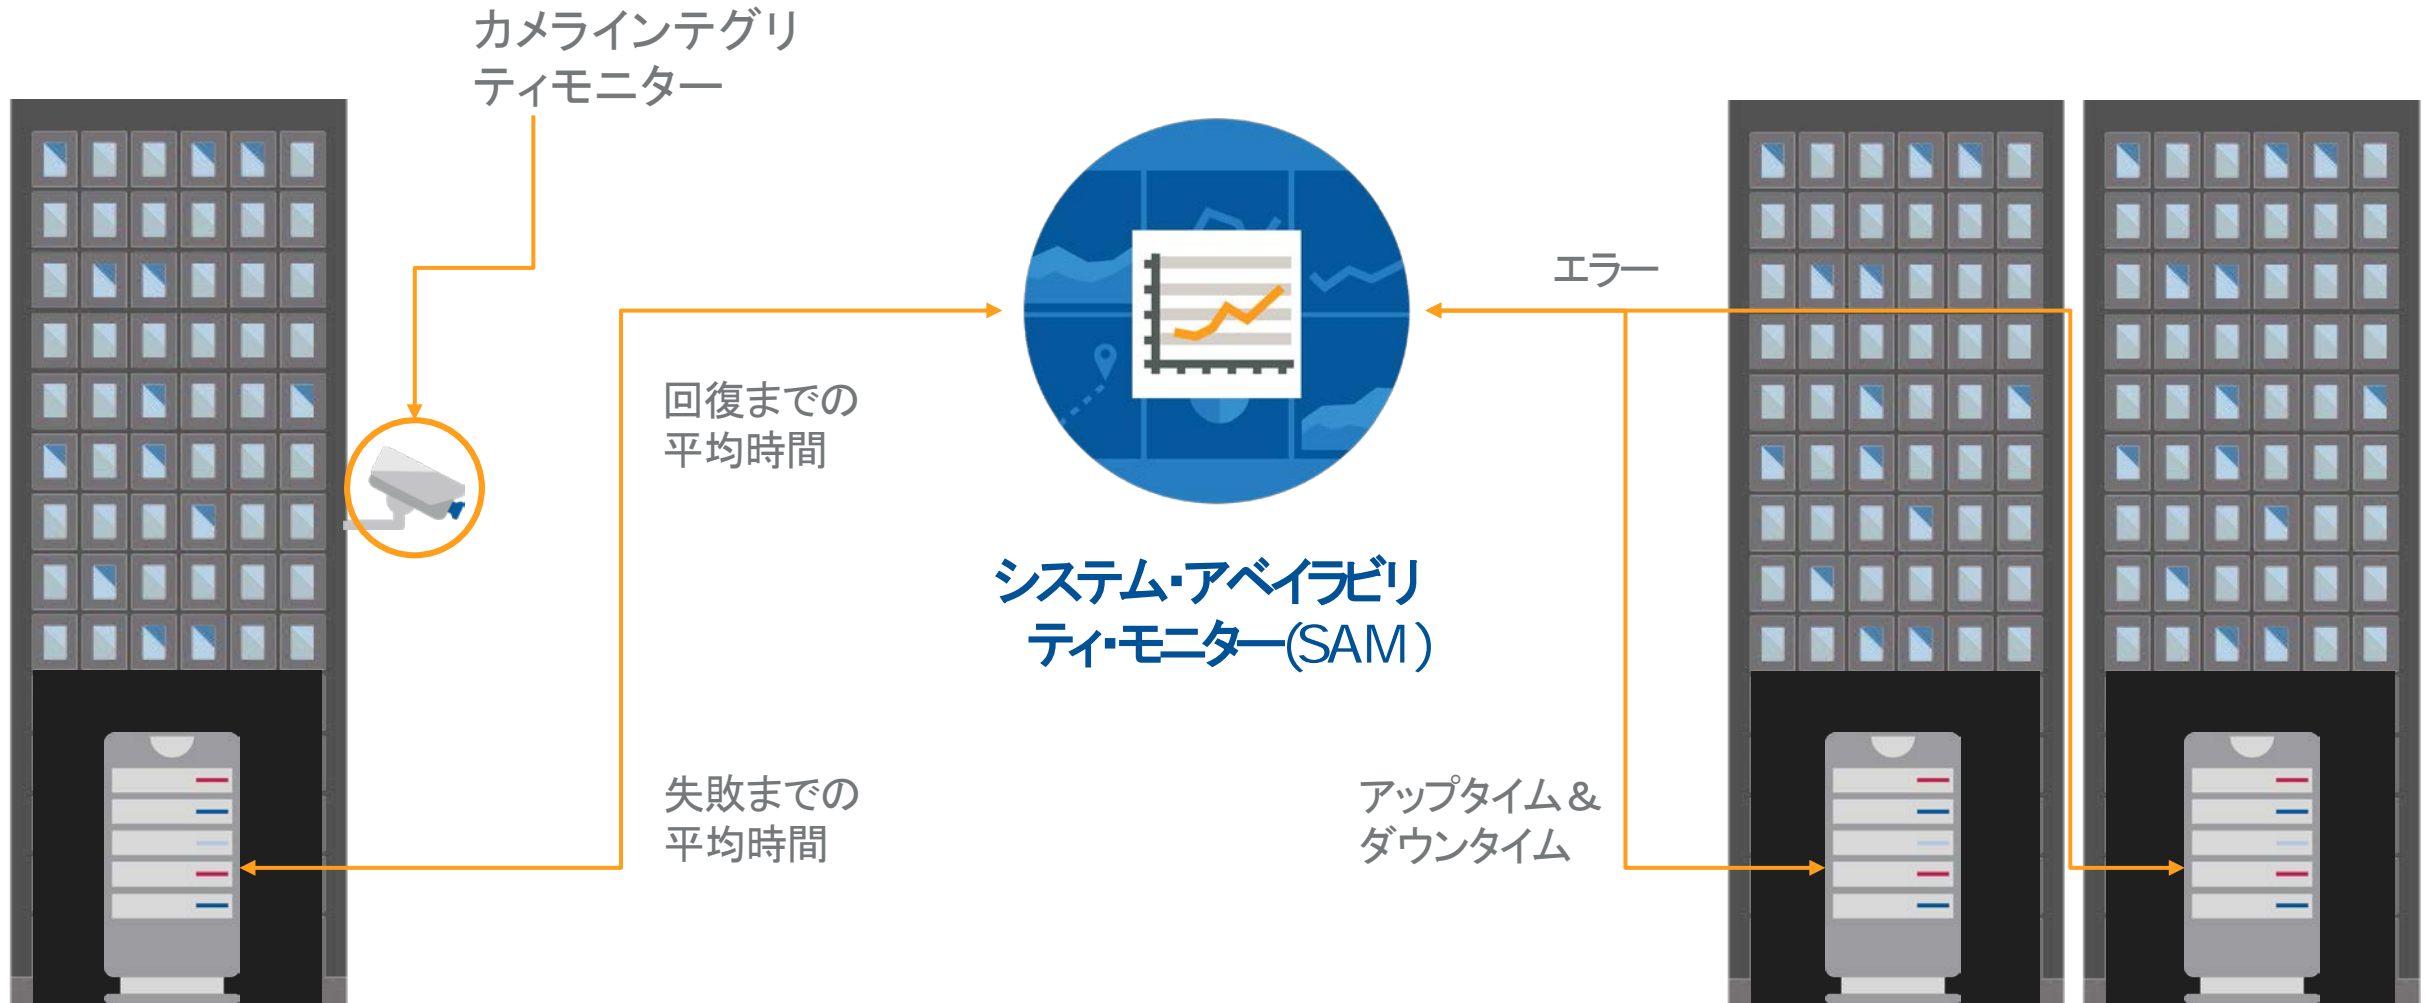 カメラインテグリ
ティモニター
エラー
回復までの
平均時間
システム・アベイラビリ
ティ・モニター(SAM)
失敗までの
平均時間
アップタイム&
ダウンタイム